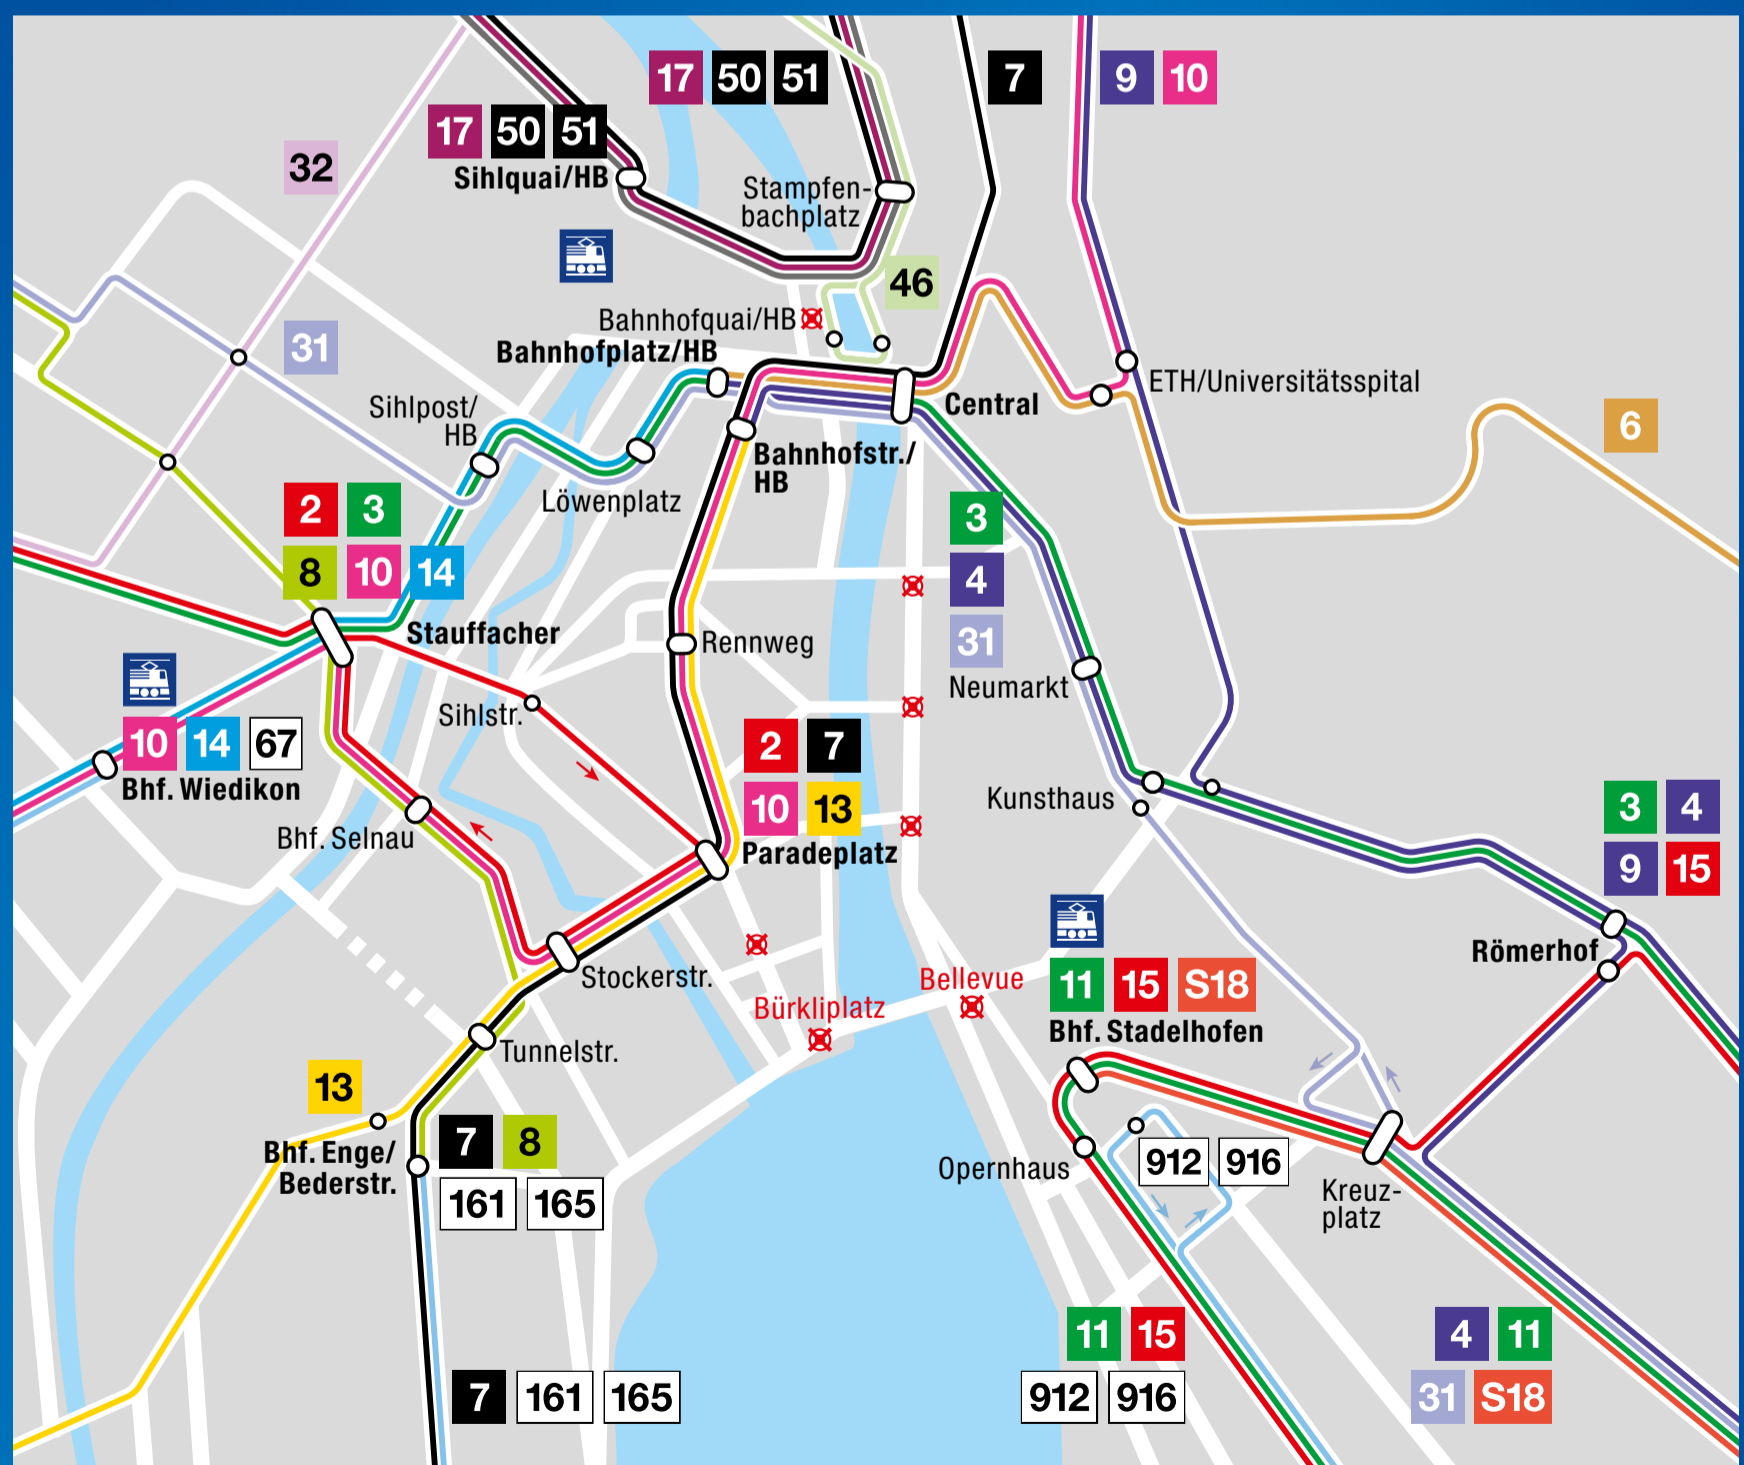 17 50 51
7
9 10
17 50 51
Sihlquai/HB
32
Stampfen-
bachplatz
46
Bahnhofquai/HB
31
Bahnhofplatz/HB
ETH/Universitätsspital
Central
Sihlpost/
HB
6
Bahnhofstr./
HB
Löwenplatz
2 3
8 10 14
3
4
31
Neumarkt
Stauffacher
Rennweg
Sihlstr.
10 14 67
Bhf. Wiedikon
2 7
10 13
Paradeplatz
Kunsthaus
3 4
9 15
Bhf. Selnau
Römerhof
Stockerstr.
Bellevue
Bürkliplatz
11 15 S18
Bhf. Stadelhofen
Tunnelstr.
13
Bhf. Enge/
Bederstr.
7 8
161 165
Opernhaus
912 916
Kreuz-
platz
11 15
912 916
4 11
31 S18
7 161 165